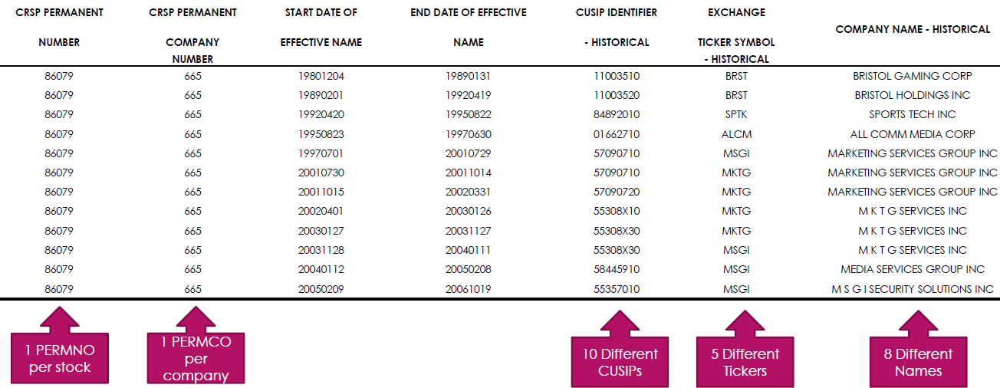 CRSP PERMANENT NUMBER CRSP PERMANENT COMPANY NUMBER START DATE OF EFFECTIVE NAME END DATE OF EFFECTIVE NAME CUSIP IDENTIFIER - HISTORICAL EXCHANGE TICKER SYMBOL - HISTORICAL COMPANY NAME - HISTORICAL
86079 665 19801204 19890131 11003510 BRST BRISTOL GAMING CORP
86079 665 19890201 19920419 11003520 BRST BRISTOL HOLDINGS INC
86079 665 19920420 19950822 84892010 SPTK SPORTS TECH INC
86079 665 19950823 19970630 01662710 ALCM ALL COMM MEDIA CORP
86079 665 19970701 20010729 57090710 MSGI MARKETING SERVICES GROUP INC
86079 665 20010730 20011014 57090710 MKTG MARKETING SERVICES GROUP INC
86079 665 20011015 20020331 57090720 MKTG MARKETING SERVICES GROUP INC
86079 665 20020401 20030126 55308X10 MKTG M K T G SERVICES INC
86079 665 20030127 20031127 55308X30 MKTG M K T G SERVICES INC
86079 665 20031128 20040111 55308X30 MSGI M K T G SERVICES INC
86079 665 20040112 20050208 58445910 MSGI MEDIA SERVICES GROUP INC
86079 665 20050209 20061019 55357010 MSGI M S G I SECURITY SOLUTIONS INC
1 PERMNO
per stock
1 PERMCO
per
company
10 Different
CUSIPs
5 Different
Tickers
8 Different
Names